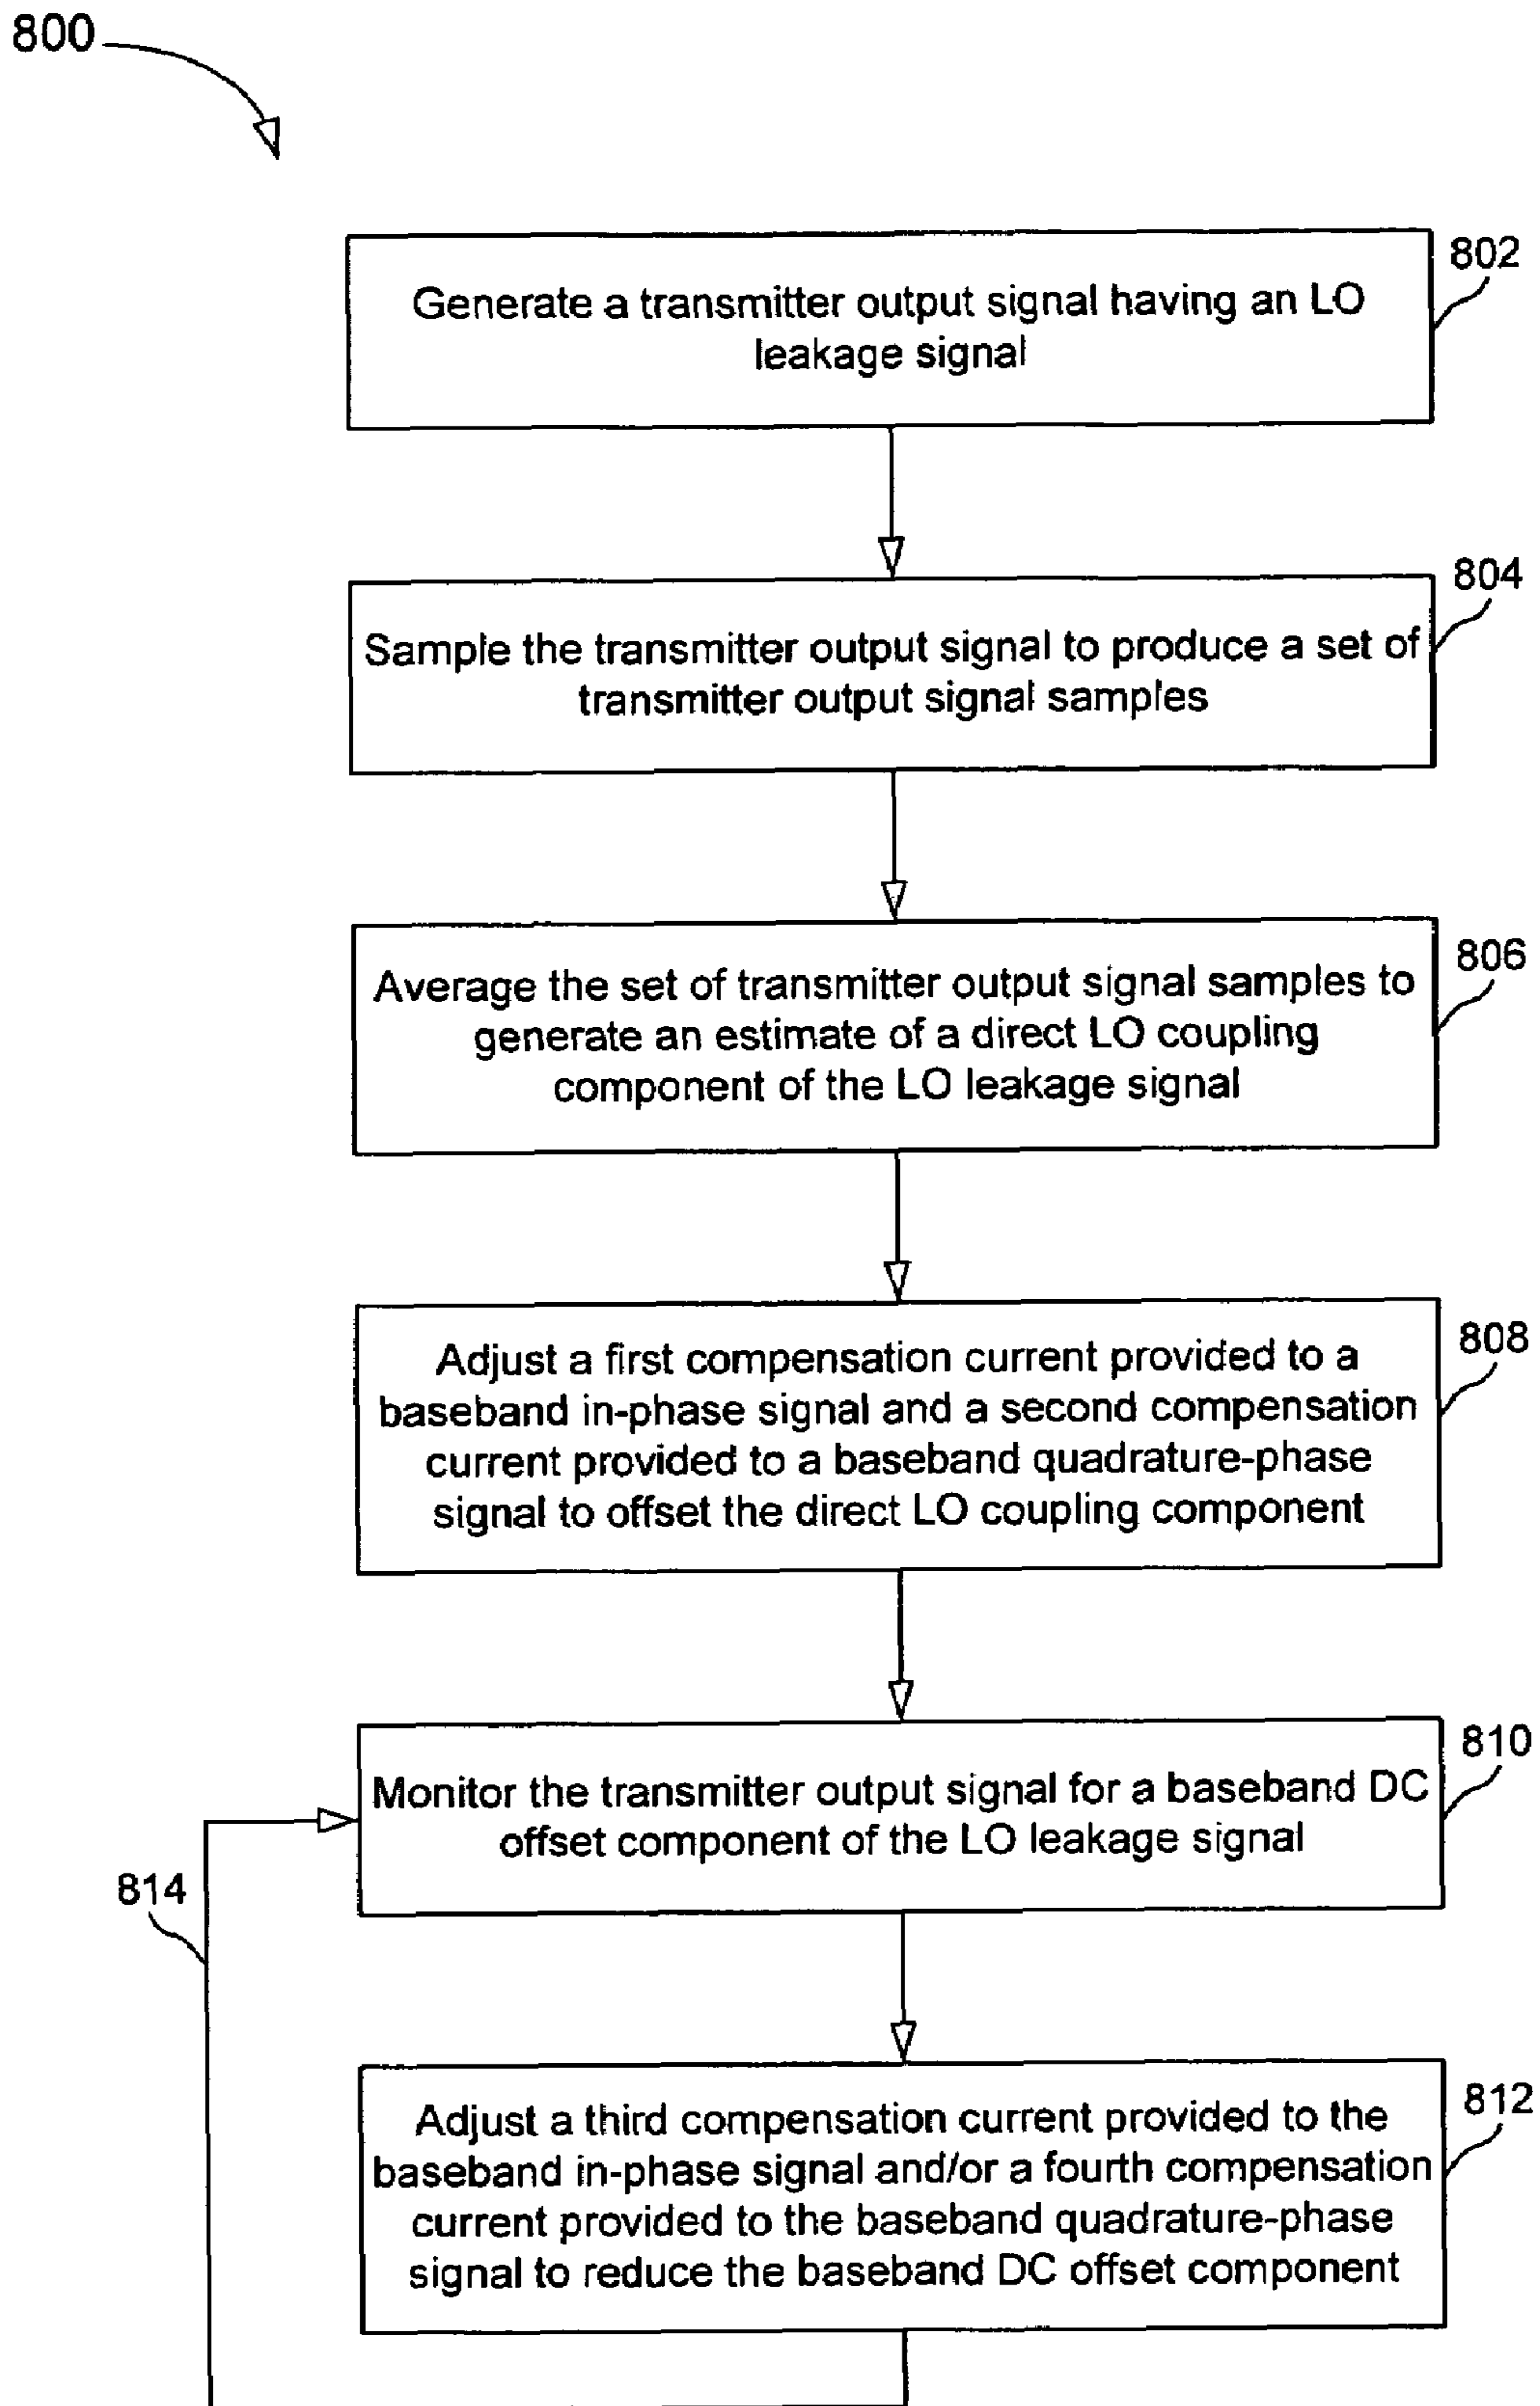 800
802
Generate a transmitter output signal having an LO
leakage signal
804
Sample the transmitter output signal to produce a set of
transmitter output signal samples
806
Average the set of transmitter output signal samples to
generate an estimate of a direct LO coupling
component of the LO leakage signal
808
Adjust a first compensation current provided to a
baseband in-phase signal and a second compensation
current provided to a baseband quadrature-phase
signal to offset the direct LO coupling component
810
Monitor the transmitter output signal for a baseband DC
offset component of the LO leakage signal
814
812
Adjust a third compensation current provided to the
baseband in-phase signal and/or a fourth compensation
current provided to the baseband quadrature-phase
signal to reduce the baseband DC offset component